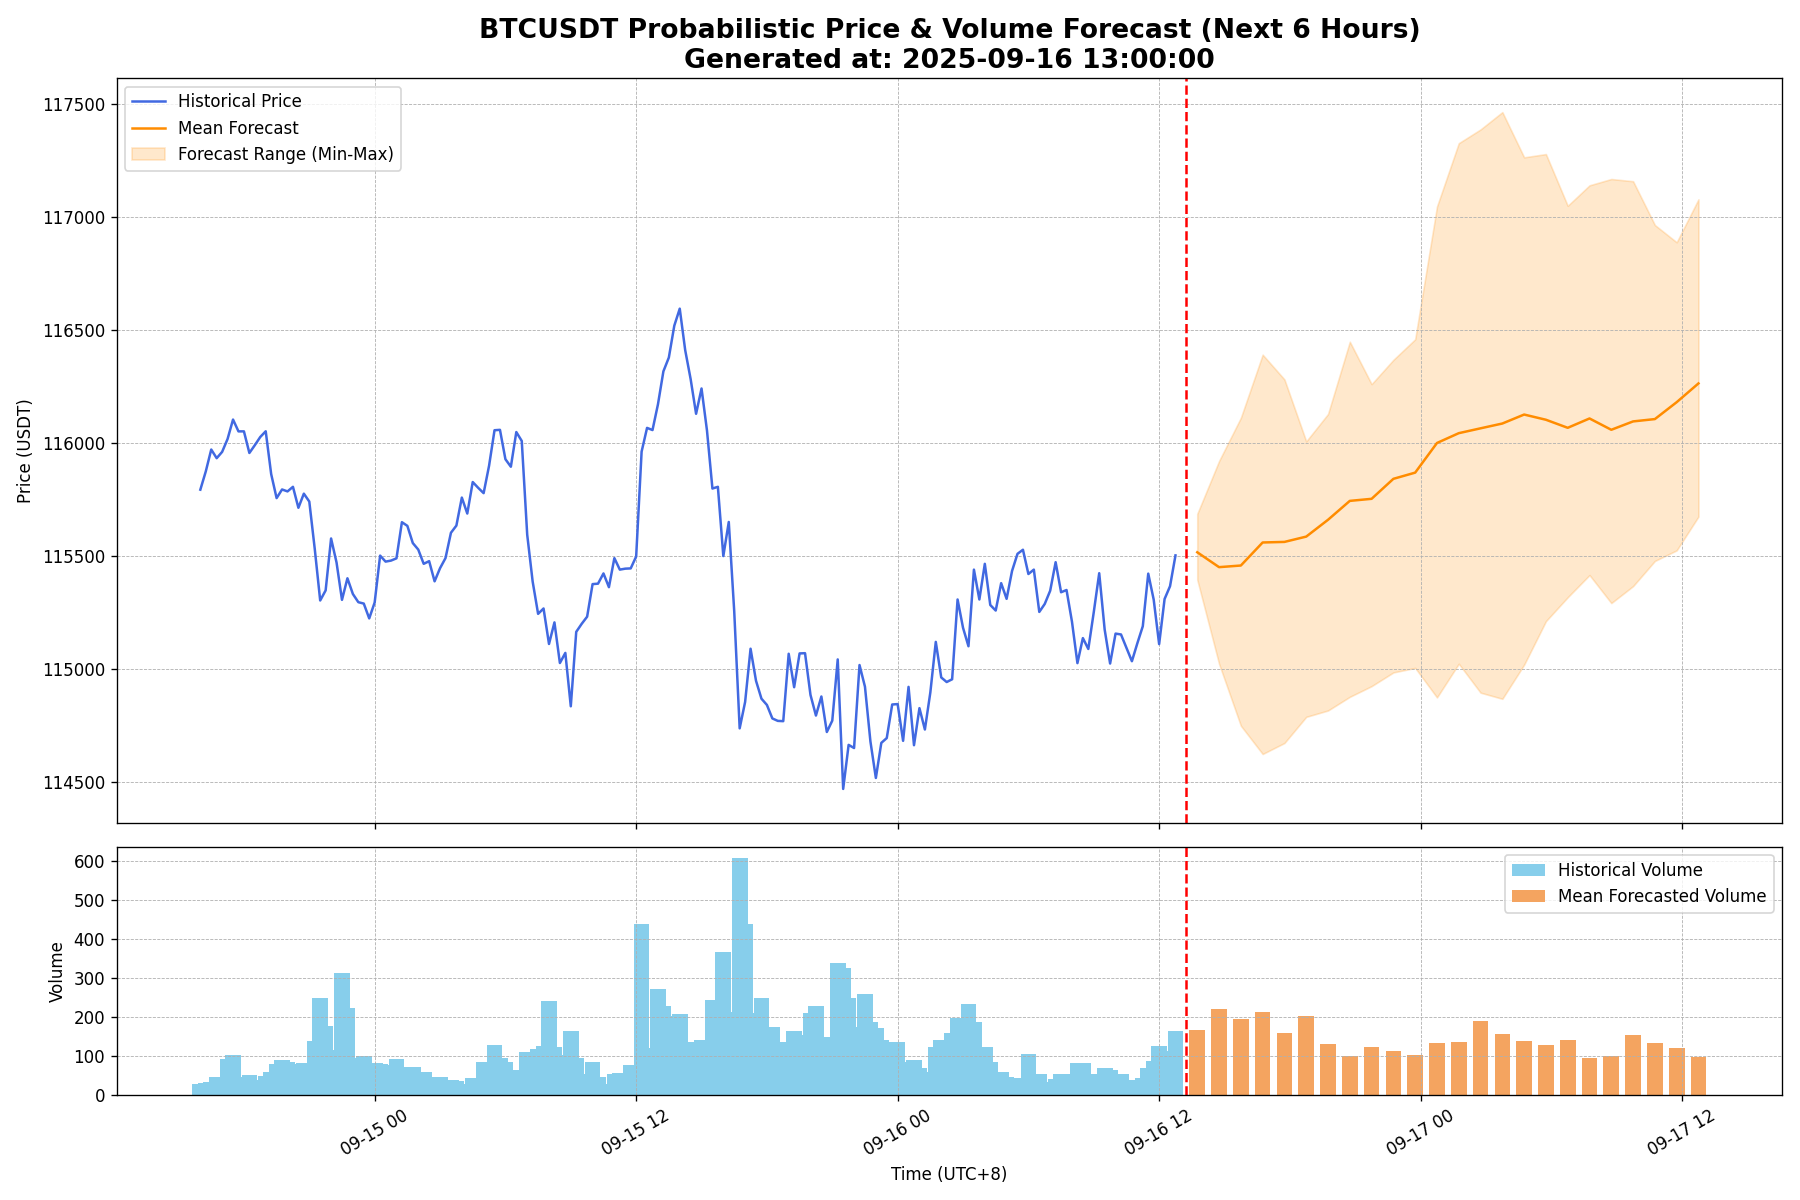 BTCUSDT Probabilistic Price & Volume Forecast (Next 6 Hours)
Generated at: 2025-09-16 13:00:00
Historical Price
Mean Forecast
Forecast Range (Min-Max)
Price (USDT)
117500
117000
116500
116000
115500
115000
114500
Historical Volume
Mean Forecasted Volume
Volume
600
500
400
300
200
100
0
09-15 00
09-15 12
09-16 00
09-16 12
09-17 00
09-17 12
Time (UTC+8)